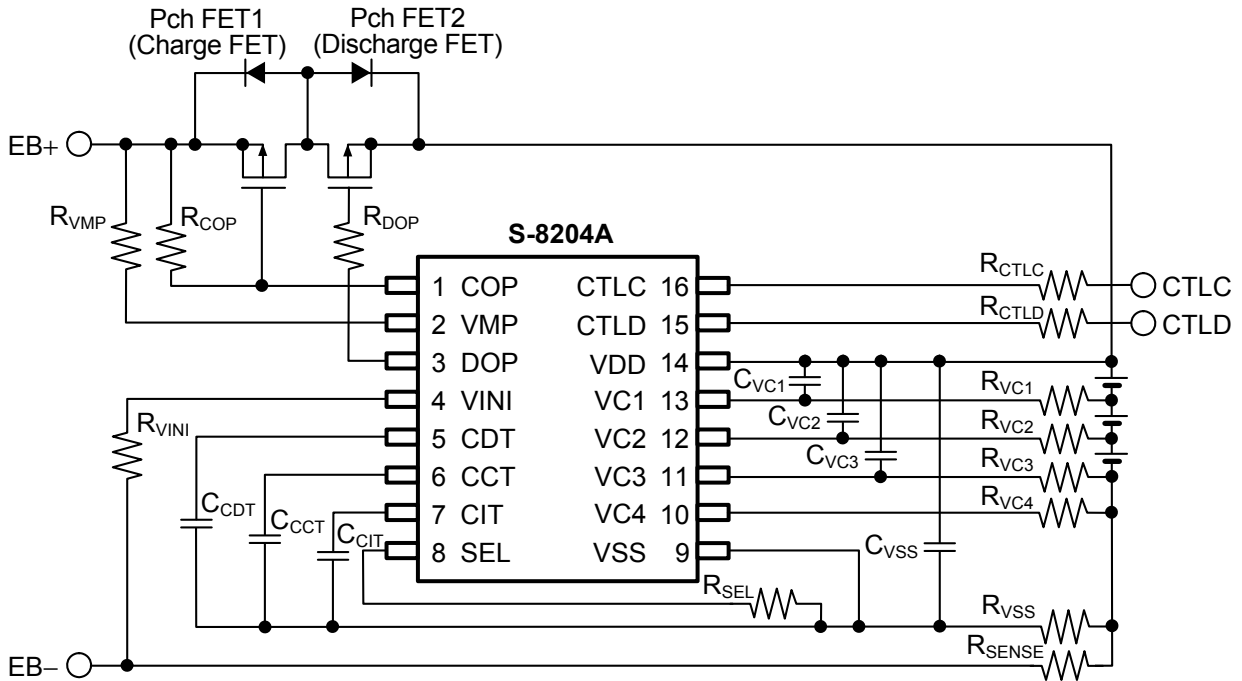 Pch FET1
(Charge FET)
Pch FET2
(Discharge FET)
EB+
RVMP
RCOP
RDOP
S-8204A
1 COP
2 VMP
3 DOP
4 VINI
5 CDT
6 CCT
7 CIT
8 SEL
CTLC 16
CTLD 15
VDD 14
VC1 13
VC2 12
VC3 11
VC4 10
VSS 9
RCTLC
CTLC
RCTLD
CTLD
CVC1
CVC2
CVC3
RVC1
RVC2
RVC3
RVC4
RVINI
CCDT
CCCT
CCIT
CVSS
RSEL
RVSS
RSENSE
EB−